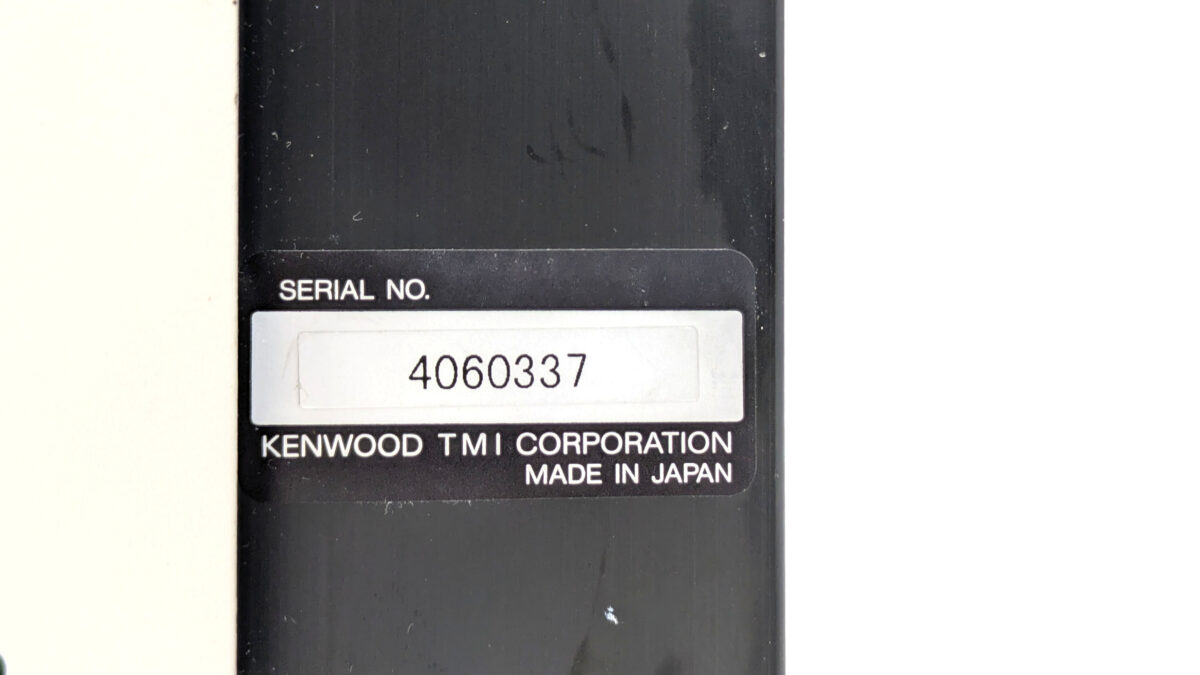 SERIAL NO.
4060337
KENWOOD TMI CORPORATION
MADE IN JAPAN